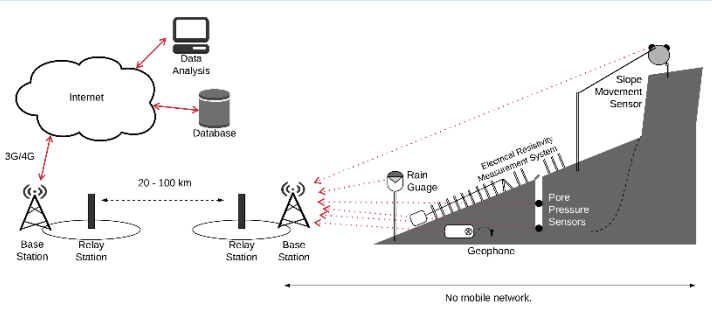 Data
Analysis
Internet
Database
3G/4G
20 - 100 km
Base
Station
Relay
Station
Relay
Station
Base
Station
Rain
Guage
Electrical Resistivity
Measurement System
Slope
Movement
Sensor
Pore
Pressure
Sensors
Geophone
No mobile network.